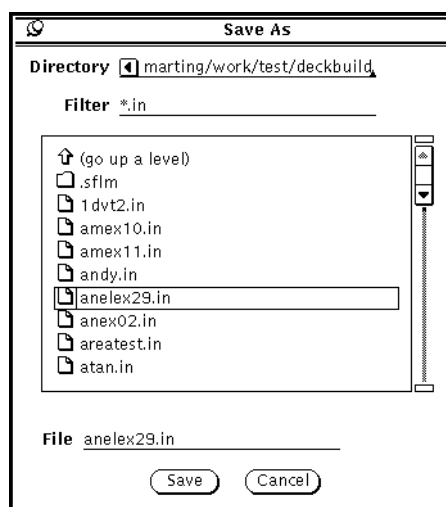 Save As
Directory marting/work/test/deckbuild
Filter *.in
(go up a level)
.sflm
1dvt2.in
amex10.in
amex11.in
andy.in
anelex29.in
anex02.in
areatest.in
atan.in
File anelex29.in
Save Cancel